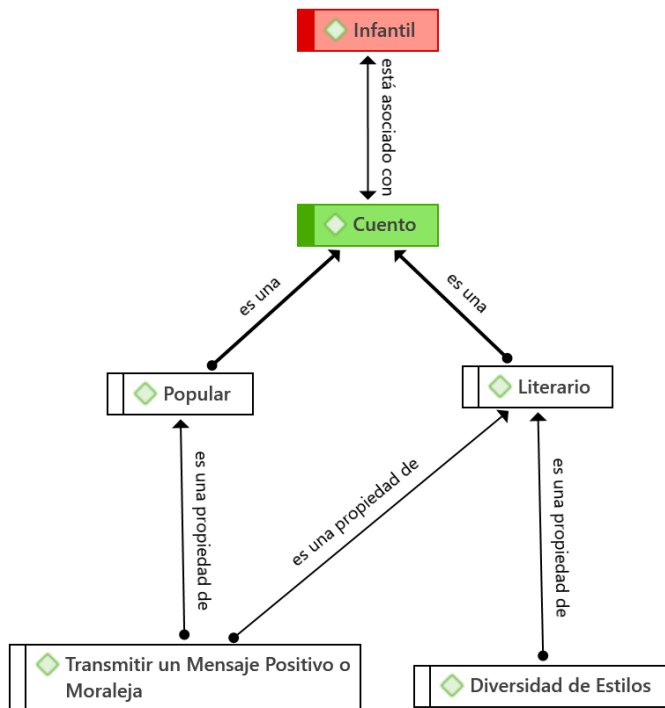 Infantil
está asociado con
Cuento
es una
es una
Popular
Literario
es una propiedad de
es una propiedad de
es una propiedad de
Transmitir un Mensaje Positivo o
Moraleja
Diversidad de Estilos